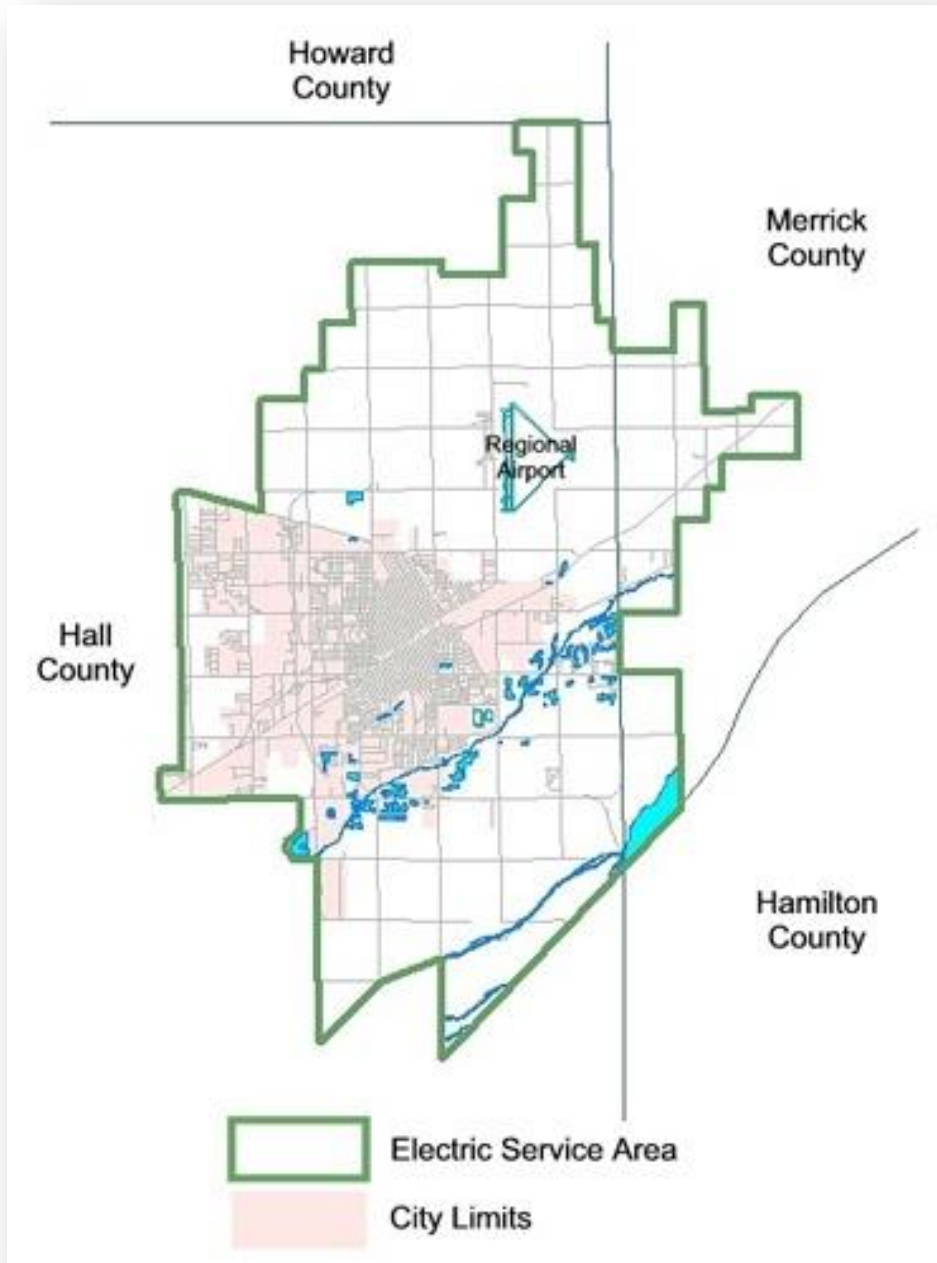 Howard
County
Merrick
County
Regional
Airport
Hall
County
Hamilton
County
Electric Service Area
City Limits